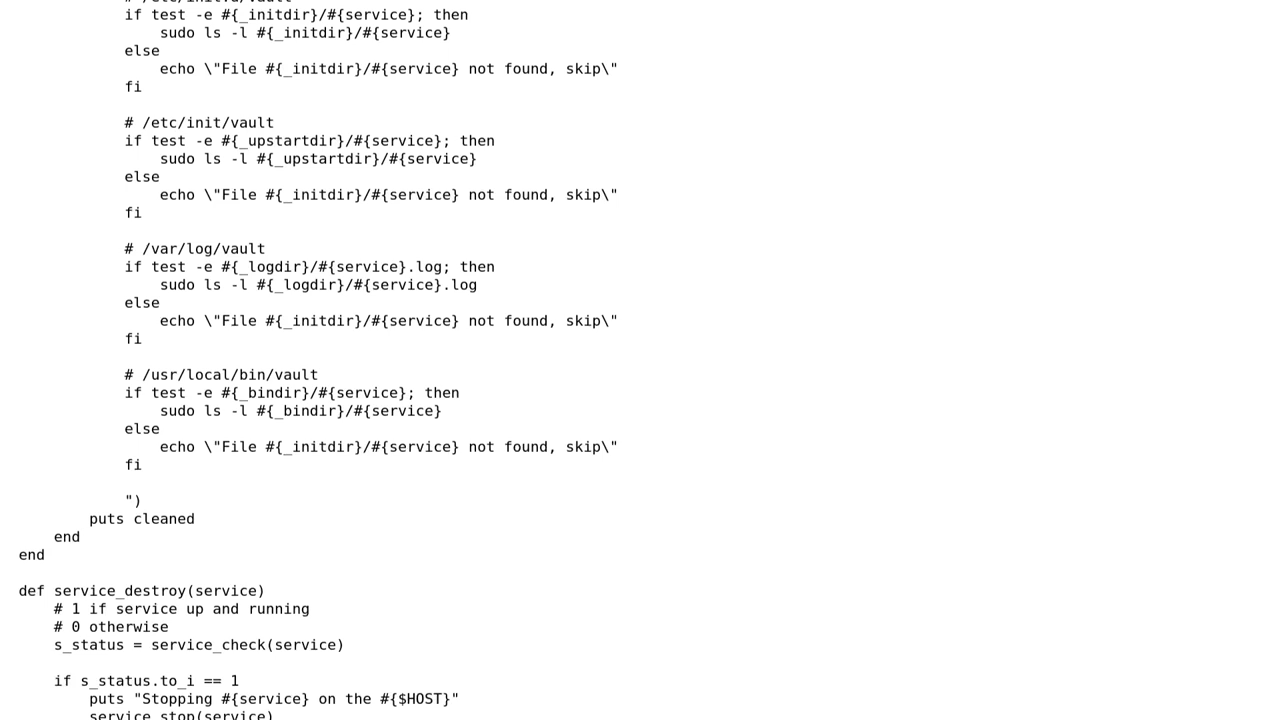 # /etc/init.d/vault
if test -e #{_initdir}/#{service}; then
sudo ls -l #{_initdir}/#{service}
else
echo \"File #{_initdir}/#{service} not found, skip\"
fi
# /etc/init/vault
if test -e #{_upstartdir}/#{service}; then
sudo ls -l #{_upstartdir}/#{service}
else
echo \"File #{_initdir}/#{service} not found, skip\"
fi
# /var/log/vault
if test -e #{_logdir}/#{service}.log; then
sudo ls -l #{_logdir}/#{service}.log
else
echo \"File #{_initdir}/#{service} not found, skip\"
fi
# /usr/local/bin/vault
if test -e #{_bindir}/#{service}; then
sudo ls -l #{_bindir}/#{service}
else
echo \"File #{_initdir}/#{service} not found, skip\"
fi
")
puts cleaned
end
end
def service_destroy(service)
# 1 if service up and running
# 0 otherwise
s_status = service_check(service)
if s_status.to_i == 1
puts "Stopping #{service} on the #{$HOST}"
service_stop(service)